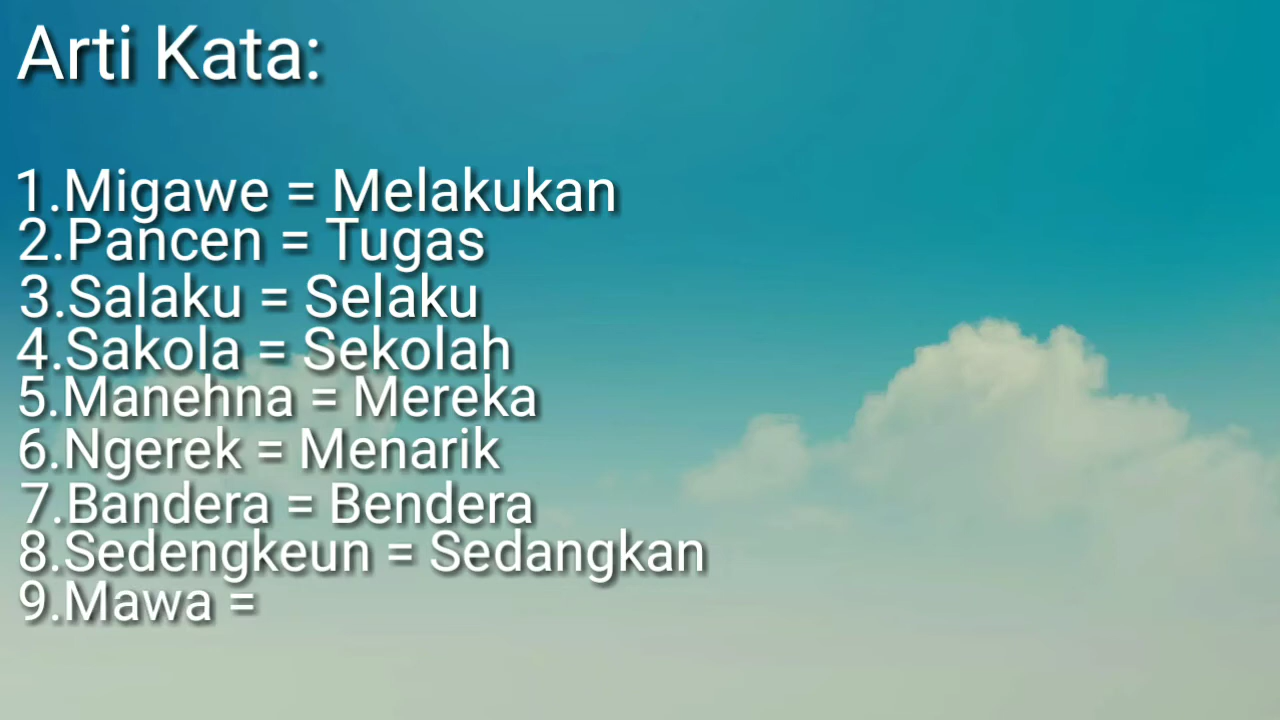 Arti Kata:
1.Migawe = Melakukan
2.Pancen = Tugas
3.Salaku = Selaku
4.Sakola = Sekolah
5.Manehna = Mereka
6.Ngerek = Menarik
7.Bandera = Bendera
8.Sedengkeun = Sedangkan
9.Mawa =